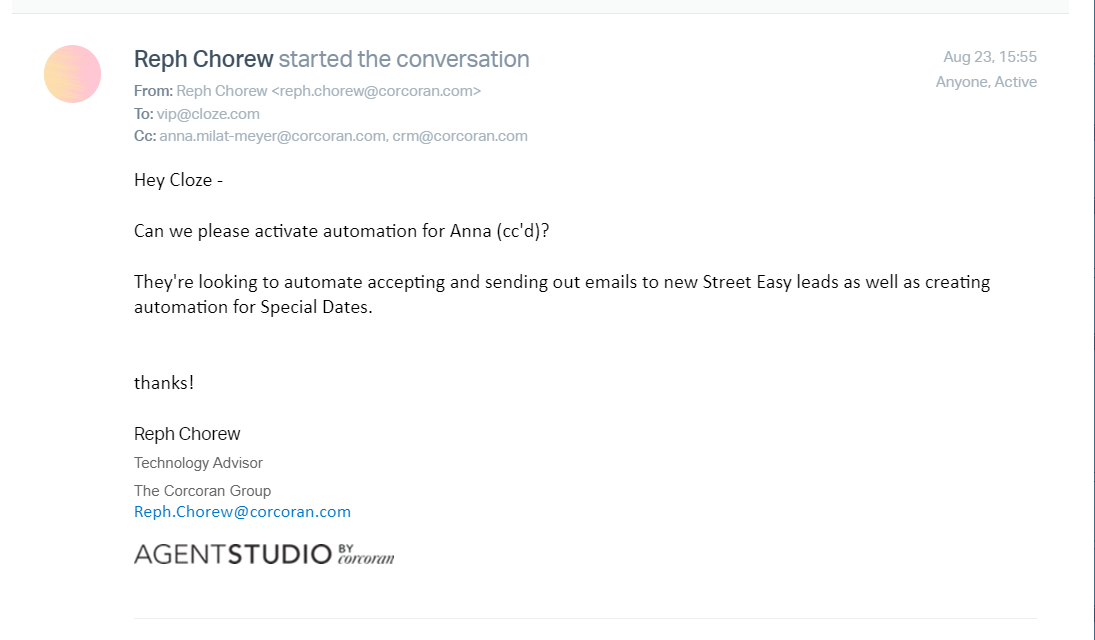 Reph Chorew started the conversation
Aug 23, 15:55
From: Reph Chorew <reph.chorew@corcoran.com>
Anyone, Active
To: vip@cloze.com
Cc: anna.milat-meyer@corcoran.com, crm@corcoran.com
Hey Cloze -
Can we please activate automation for Anna (cc'd)?
They're looking to automate accepting and sending out emails to new Street Easy leads as well as creating
automation for Special Dates.
thanks!
Reph Chorew
Technology Advisor
The Corcoran Group
Reph.Chorew@corcoran.com
AGENTSTUDIO BY corcoran